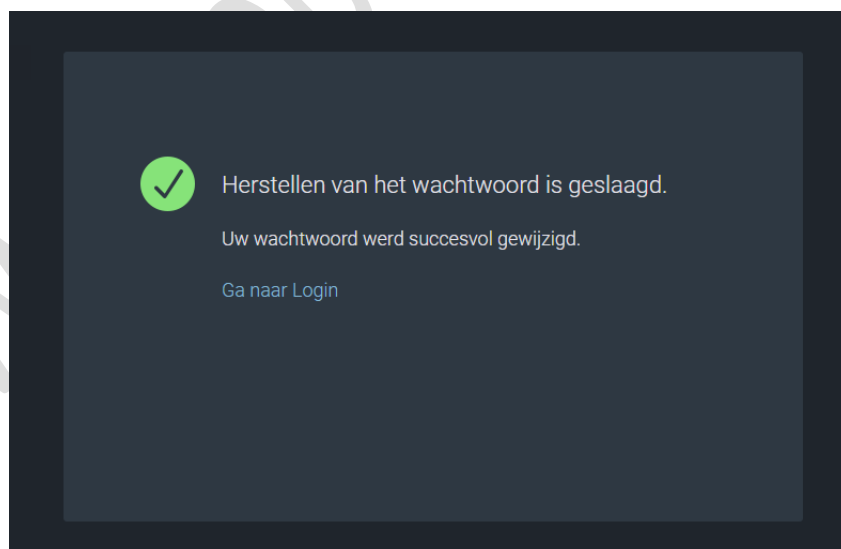 Herstellen van het wachtwoord is geslaagd.
Uw wachtwoord werd succesvol gewijzigd.
Ga naar Login